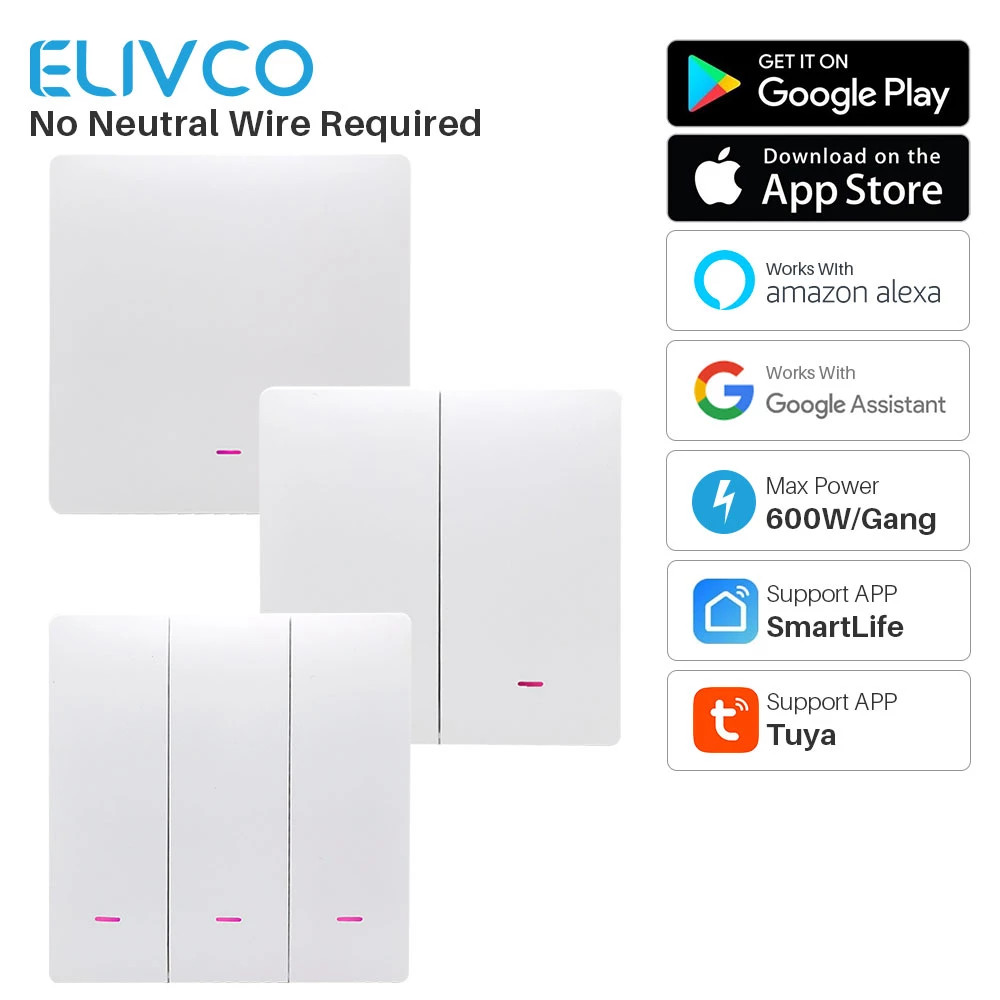 ELIVCO
No Neutral Wire Required
GET IT ON
Google Play
Download on the
App Store
Works WIth
amazon alexa
Works With
Google Assistant
Max Power
600W/Gang
Support APP
SmartLife
Support APP
Tuya